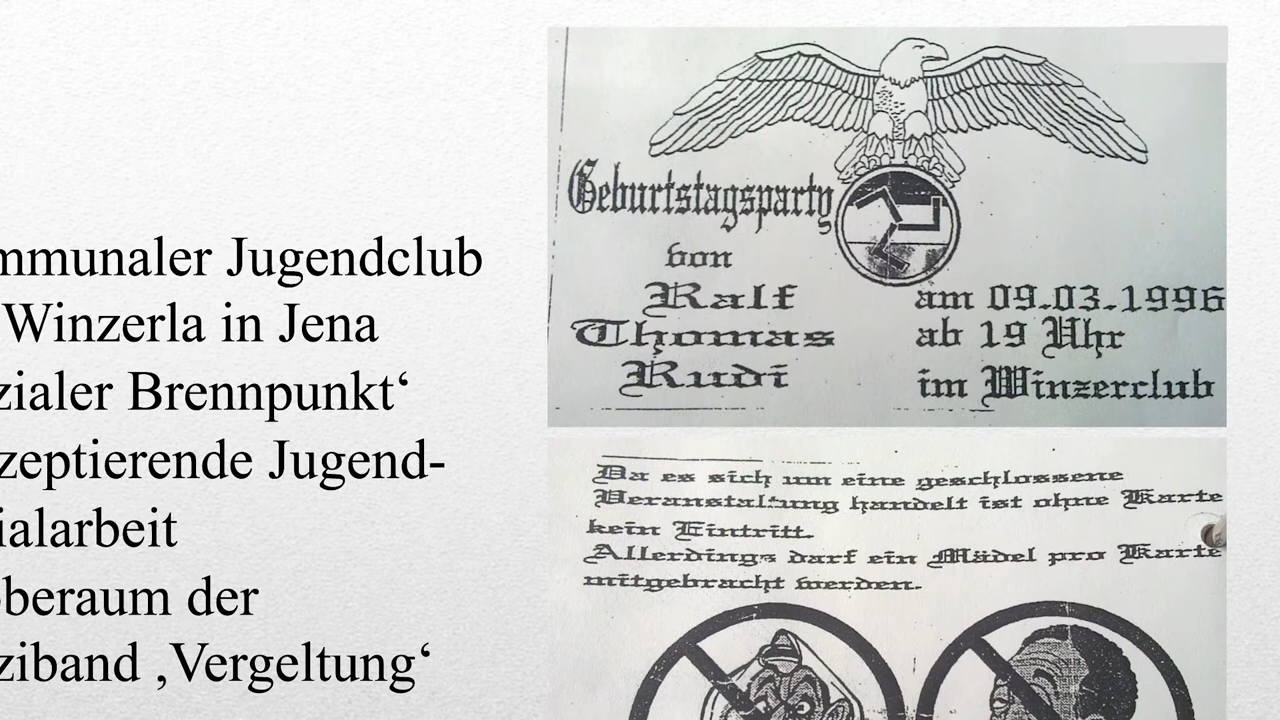 mmunaler Jugendclub
Winzerla in Jena
zialer Brennpunkt‘
zeptierende Jugend-
ialarbeit
beraum der
ziband ‚Vergeltung‘
Geburtstagsparty
von
Ralf
Thomas
Rudi
am 09.03.1996
ab 19 Uhr
im Winzerclub
Da es sich um eine geschlossene
Veranstaltung handelt ist ohne Karte
kein Eintritt.
Allerdings darf ein Mädel pro Karte
mitgebracht werden.